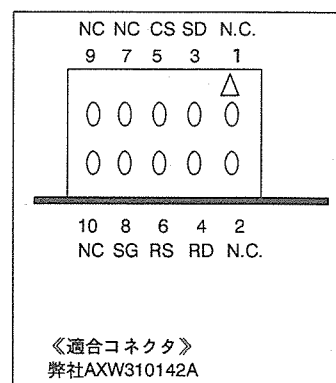 NC NC CS SD N.C.
9 7 5 3 1
10 8 6 4 2
NC SG RS RD N.C.
《適合コネクタ》
弊社AXW310142A